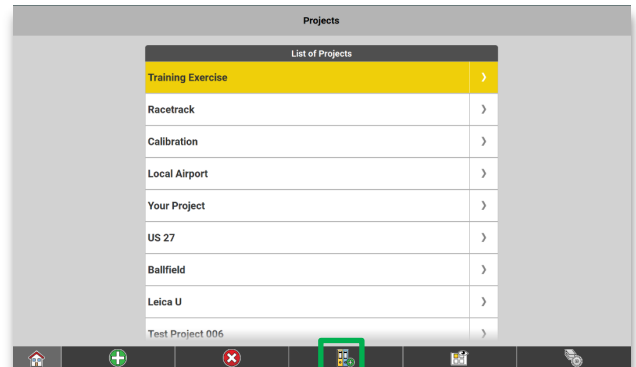 Projects
List of Projects
Training Exercise
Racetrack
Calibration
Local Airport
Your Project
US 27
Ballfield
Leica U
Test Project 006